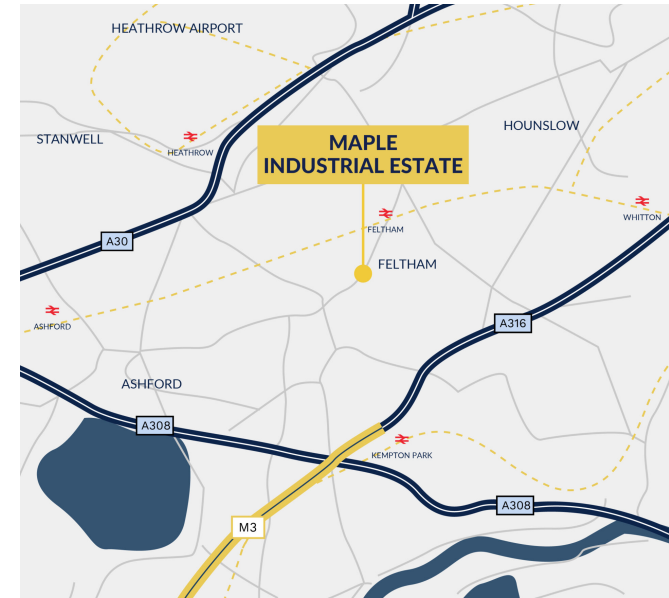 HEATHROW AIRPORT
STANWELL
HEATHROW
HOUNSLOW
MAPLE
INDUSTRIAL ESTATE
WHITTON
FELTHAM
A30
FELTHAM
ASHFORD
A316
ASHFORD
A308
KEMPTON PARK
A308
M3